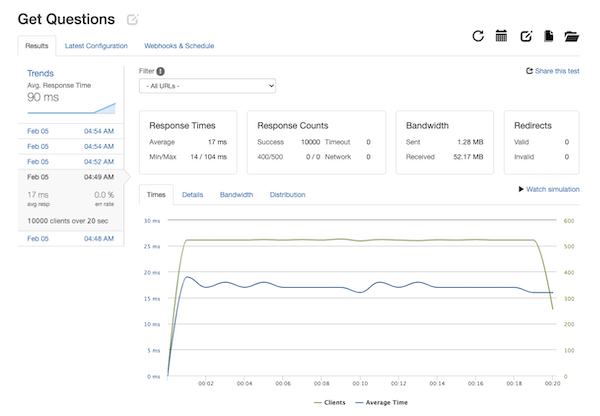 Get Questions
Results Latest Configuration Webhooks & Schedule
Trends
Avg. Response Time
90 ms
Feb 05 04:54 AM
Feb 05 04:54 AM
Feb 05 04:52 AM
Feb 05 04:49 AM
17 ms 0.0 %
avg resp err rate
10000 clients over 20 sec
Feb 05 04:48 AM
Filter 1
- All URLs -
Share this test
Response Times
Average 17 ms
Min/Max 14 / 104 ms
Response Counts
Success 10000 Timeout 0
400/500 0 / 0 Network 0
Bandwidth
Sent 1.28 MB
Received 52.17 MB
Redirects
Valid 0
Invalid 0
Times Details Bandwidth Distribution
Watch simulation
30 ms 600
25 ms 500
20 ms 400
15 ms 300
10 ms 200
5 ms 100
0 ms 0
00:02 00:04 00:06 00:08 00:10 00:12 00:14 00:16 00:18 00:20
Clients Average Time